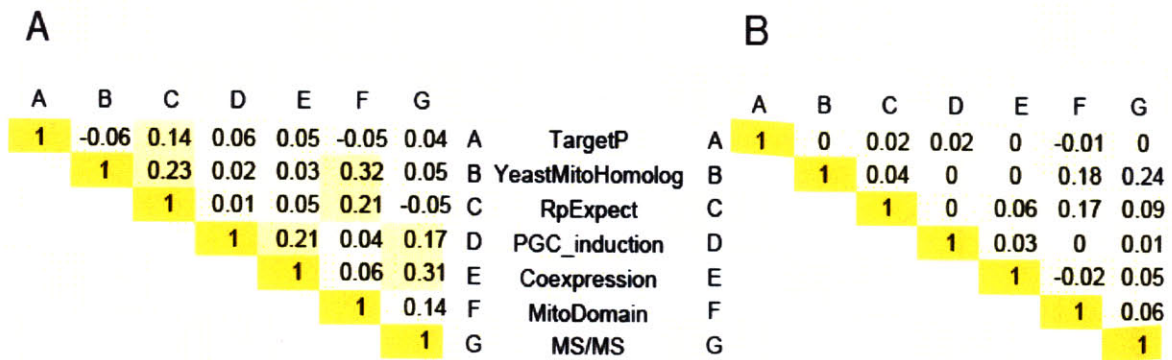 A B
A B C D E F G A B C D E F G
1 -0.06 0.14 0.06 0.05 -0.05 0.04 A TargetP A 1 0 0.02 0.02 0 -0.01 0
1 0.23 0.02 0.03 0.32 0.05 B YeastMitoHomolog B 1 0.04 0 0 0.18 0.24
1 0.01 0.05 0.21 -0.05 C RpExpect C 1 0 0.06 0.17 0.09
1 0.21 0.04 0.17 D PGC_induction D 1 0.03 0 0.01
1 0.06 0.31 E Coexpression E 1 -0.02 0.05
1 0.14 F MitoDomain F 1 0.06
1 G MS/MS G 1